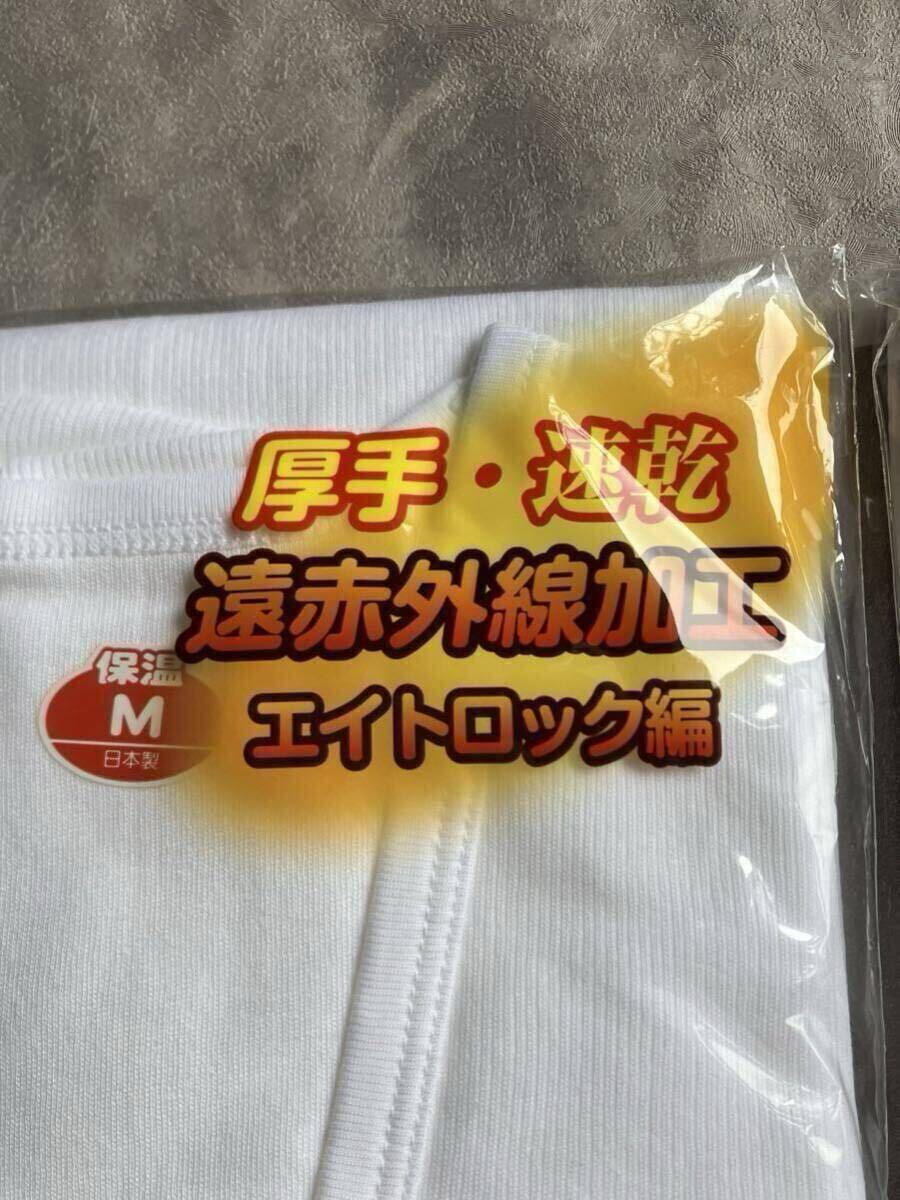 厚手・速乾
遠赤外線加工
エイトロック編
保温
M
日本製